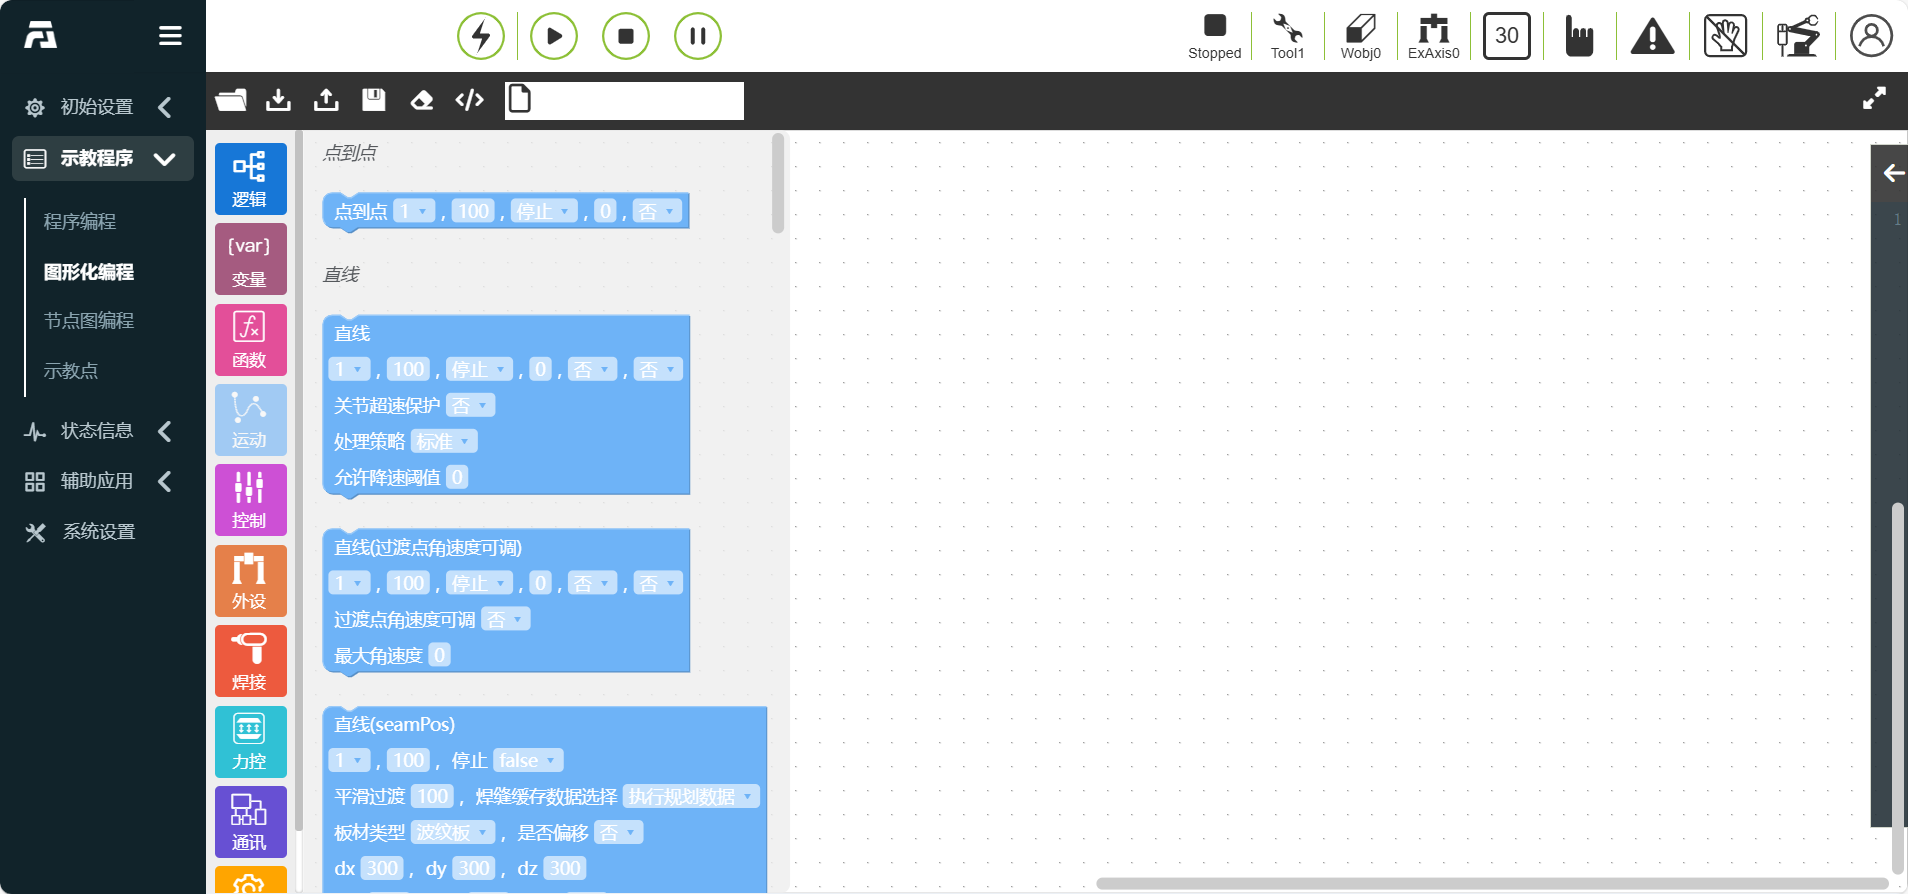 Stopped
Tool1
Wobj0
ExAxis0
30
初始设置
示教程序
程序编程
图形化编程
节点图编程
示教点
状态信息
辅助应用
系统设置
逻辑
{var}
变量
fx
函数
运动
控制
外设
焊接
力控
通讯
点到点
点到点 1 , 100 , 停止 , 0 , 否
直线
直线
1 , 100 , 停止 , 0 , 否 , 否
关节超速保护 否
处理策略 标准
允许降速阈值 0
直线(过渡点角速度可调)
1 , 100 , 停止 , 0 , 否 , 否
过渡点角速度可调 否
最大角速度 0
直线(seamPos)
1 , 100 , 停止 false
平滑过渡 100 , 焊缝缓存数据选择 执行规划数据
板材类型 波纹板 , 是否偏移 否
dx 300 , dy 300 , dz 300
1